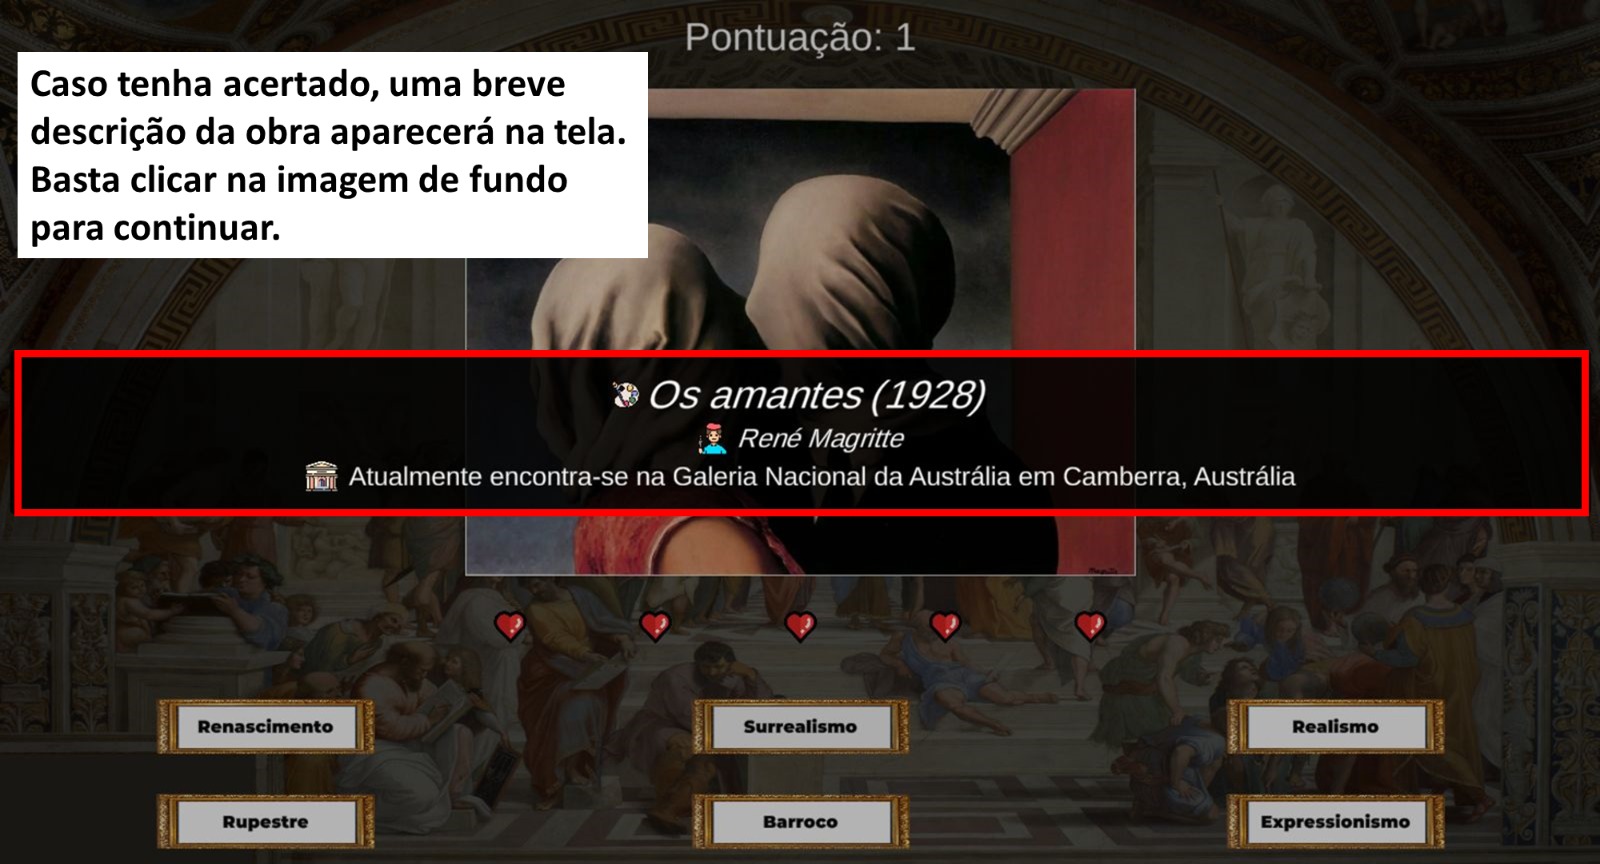 Pontuação: 1
Caso tenha acertado, uma breve
descrição da obra aparecerá na tela.
Basta clicar na imagem de fundo
para continuar.
Os amantes (1928)
René Magritte
Atualmente encontra-se na Galeria Nacional da Austrália em Camberra, Austrália
Renascimento
Surrealismo
Realismo
Rupestre
Barroco
Expressionismo